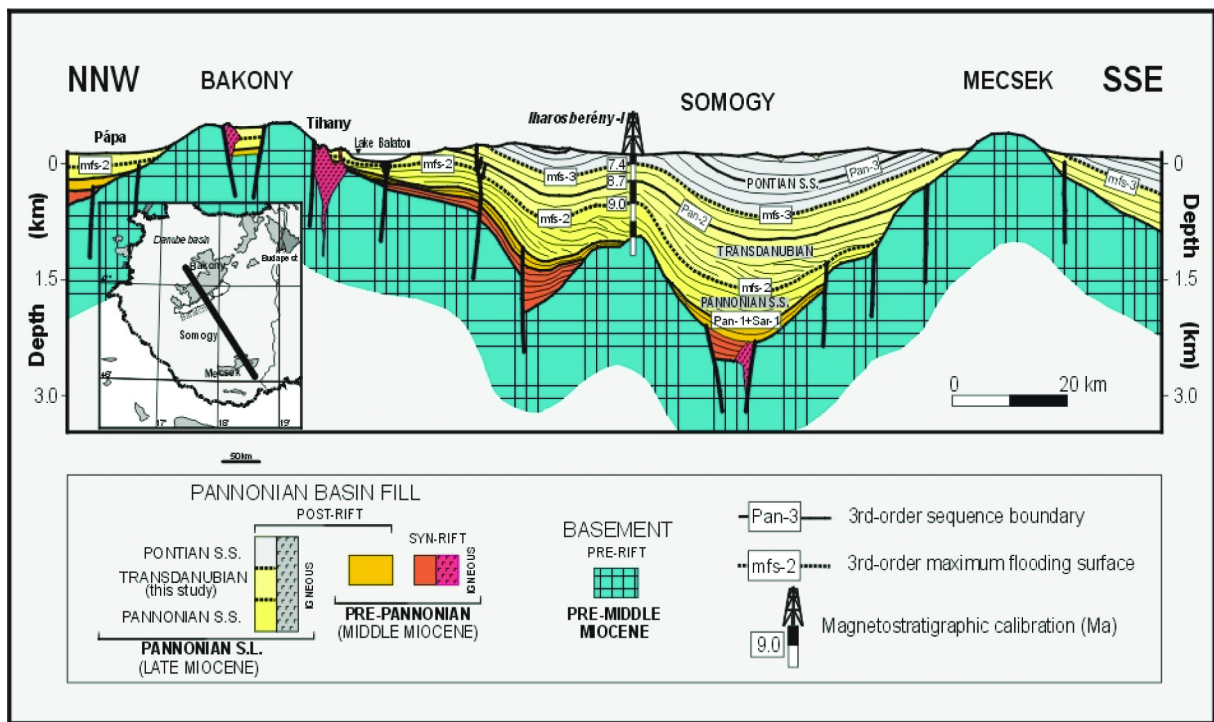 NNW
BAKONY
SOMOGY
MECSEK
SSE
Pápa
Tihany
Lake Balaton
Iharosberény-I
0
1.5
3.0
Depth (km)
0
1.5
3.0
Depth (km)
mfs-2
mfs-2
mfs-3
mfs-2
7.4
8.7
9.0
Pan-2
PONTIAN S.S.
Pan-3
mfs-3
mfs-3
TRANSDANUBIAN
mfs-2
PANNONIAN S.S.
Pan-1+Sar-1
0 20 km
Danube basin
Budapest
Bakony
Somogy
Mecsek
46°
17°
18°
19°
50km
PANNONIAN BASIN FILL
POST-RIFT
SYN-RIFT
PONTIAN S.S.
TRANSDANUBIAN
(this study)
PANNONIAN S.S.
IGNEOUS
IGNEOUS
PANNONIAN S.L.
(LATE MIOCENE)
PRE-PANNONIAN
(MIDDLE MIOCENE)
BASEMENT
PRE-RIFT
PRE-MIDDLE
MIOCENE
Pan-3 3rd-order sequence boundary
mfs-2 3rd-order maximum flooding surface
9.0 Magnetostratigraphic calibration (Ma)